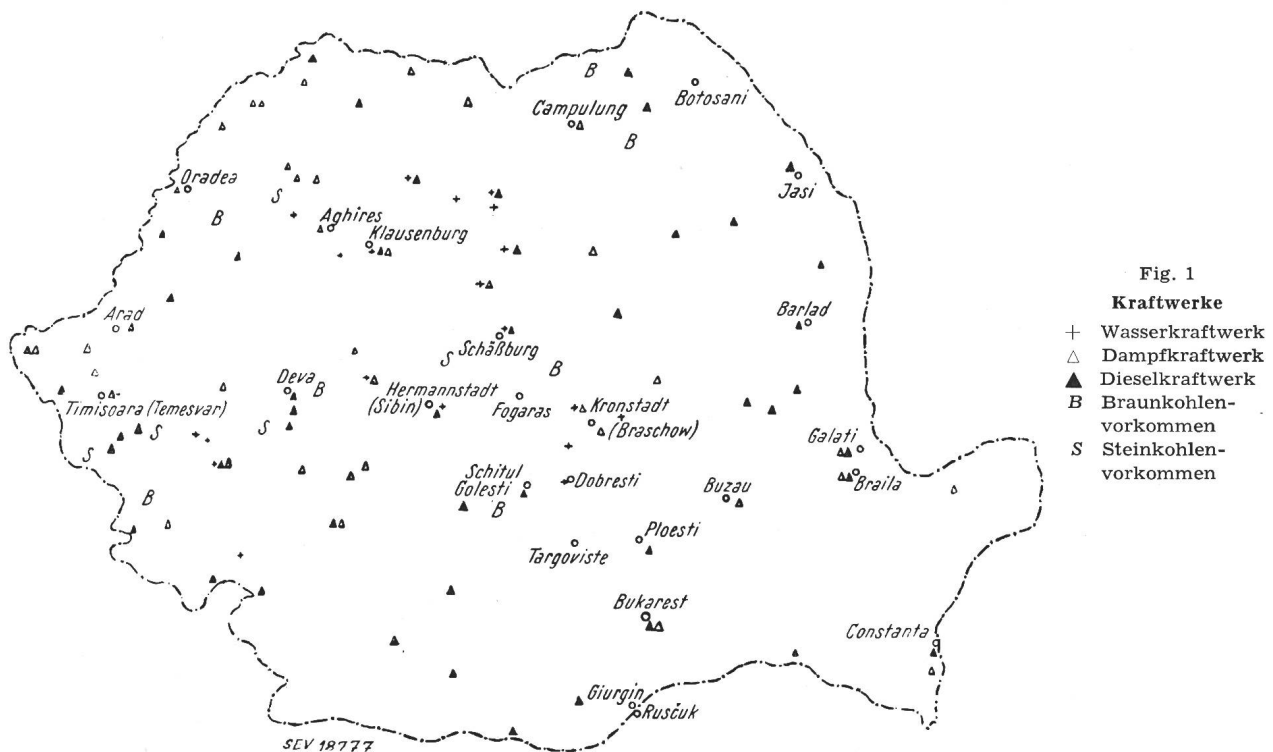 B
Botosani
Campulung
B
Oradea
S
Jasi
B
Aghires
Klausenburg
Arad
Barlad
Schäßburg
S
B
Deva
B
Hermannstadt
(Sibin)
Fogaras
Kronstadt
(Braschow)
Timisoara (Temesvar)
S
S
S
Galati
Braila
Schitul
Golesti
B
Dobresti
Buzau
B
Ploesti
Targoviste
Bukarest
Constanta
Giurgin
Rusčuk
SEV 18777
Fig. 1
Kraftwerke
+ Wasserkraftwerk
△ Dampfkraftwerk
▲ Dieselkraftwerk
B Braunkohlen-
vorkommen
S Steinkohlen-
vorkommen